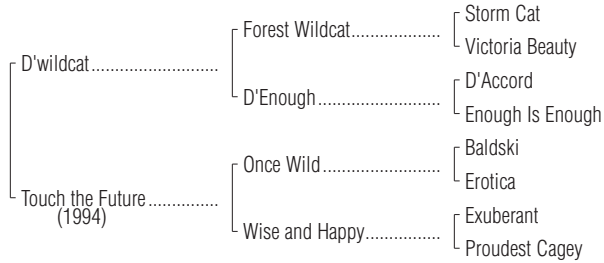 Storm Cat
Forest Wildcat....................
Victoria Beauty
D'wildcat............................
D'Accord
D'Enough...........................
Enough Is Enough
Baldski
Once Wild..........................
Erotica
Touch the Future...............
(1994)
Exuberant
Wise and Happy.................
Proudest Cagey